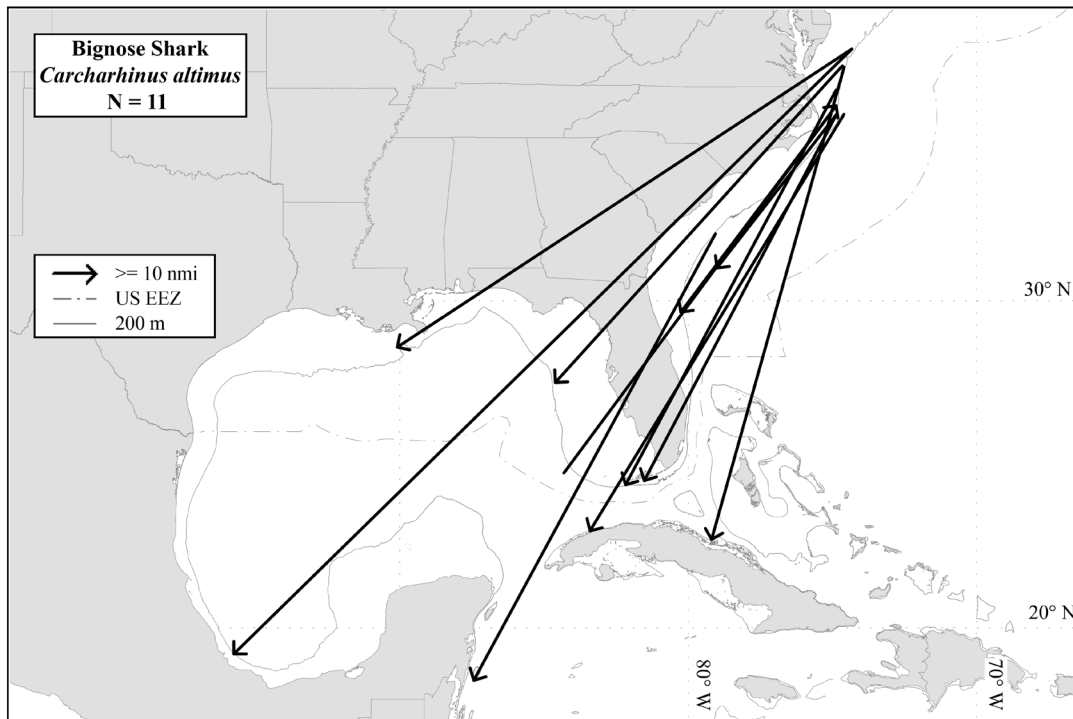 Bignose Shark
Carcharhinus altimus
N = 11
>= 10 nmi
US EEZ
200 m
30° N
20° N
80° W
70° W